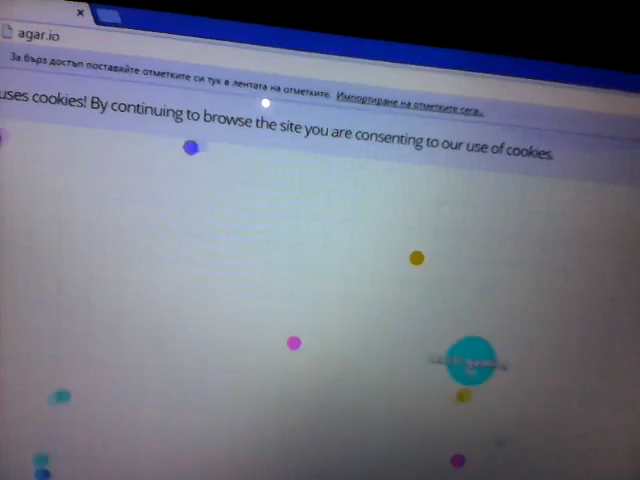 agar.io
За бърз достъп поставяйте отметките си тук в лентата на отметките. Импортиране на отметките сега...
uses cookies! By continuing to browse the site you are consenting to our use of cookies.